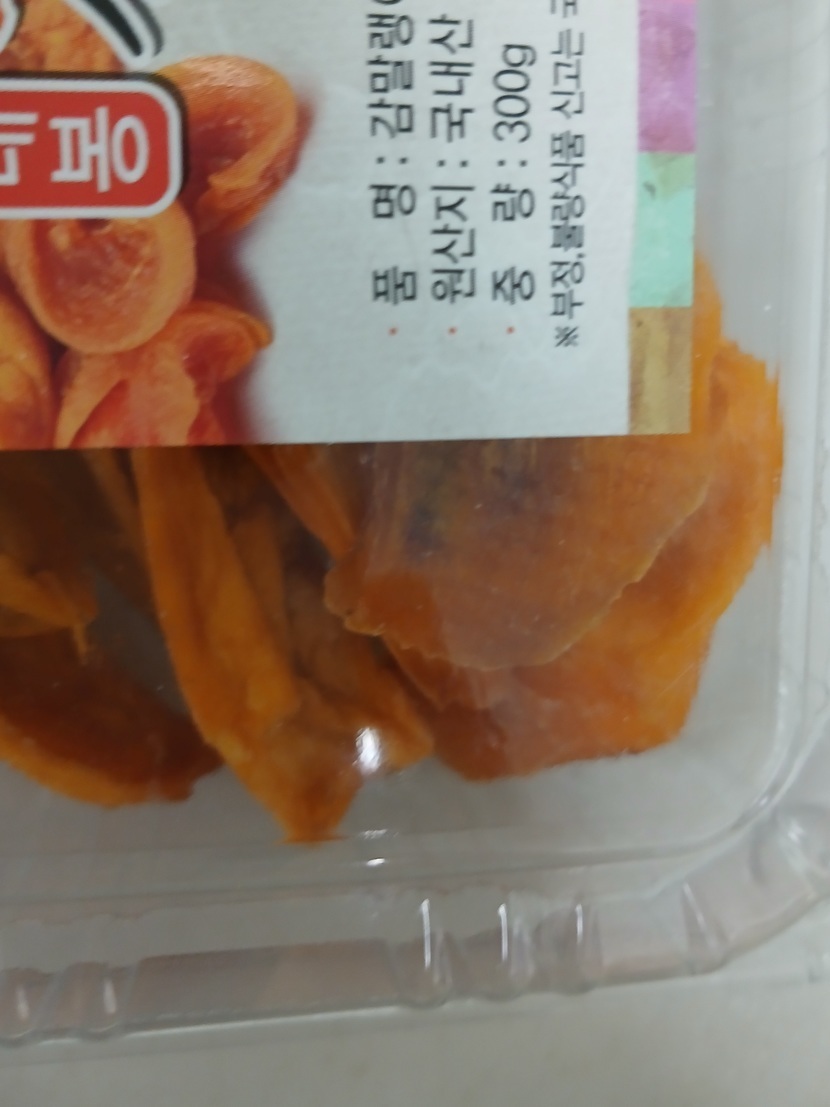 몸
품 명 : 감말랭
원산지 : 국내산
중 량 : 300g
※부정,불량식품 신고는